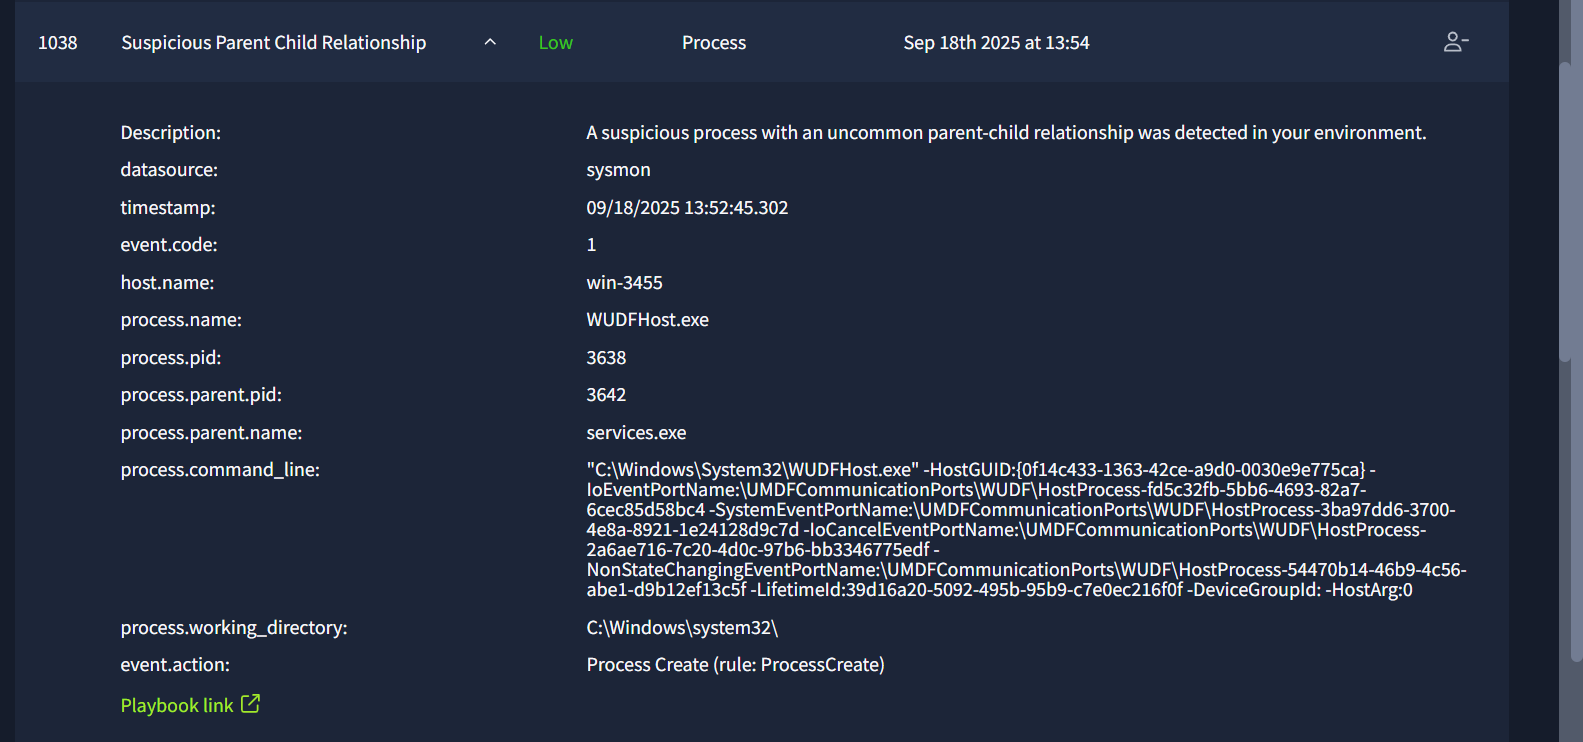 1038 Suspicious Parent Child Relationship Low Process Sep 18th 2025 at 13:54
Description: A suspicious process with an uncommon parent-child relationship was detected in your environment.
datasource: sysmon
timestamp: 09/18/2025 13:52:45.302
event.code: 1
host.name: win-3455
process.name: WUDFHost.exe
process.pid: 3638
process.parent.pid: 3642
process.parent.name: services.exe
process.command_line: "C:\Windows\System32\WUDFHost.exe" -HostGUID:{0f14c433-1363-42ce-a9d0-0030e9e775ca} -
IoEventPortName:\UMDFCommunicationPorts\WUDF\HostProcess-fd5c32fb-5bb6-4693-82a7-
6cec85d58bc4 -SystemEventPortName:\UMDFCommunicationPorts\WUDF\HostProcess-3ba97dd6-3700-
4e8a-8921-1e24128d9c7d -IoCancelEventPortName:\UMDFCommunicationPorts\WUDF\HostProcess-
2a6ae716-7c20-4d0c-97b6-bb3346775edf -
NonStateChangingEventPortName:\UMDFCommunicationPorts\WUDF\HostProcess-54470b14-46b9-4c56-
abe1-d9b12ef13c5f -LifetimeId:39d16a20-5092-495b-95b9-c7e0ec216f0f -DeviceGroupId: -HostArg:0
process.working_directory: C:\Windows\system32\
event.action: Process Create (rule: ProcessCreate)
Playbook link